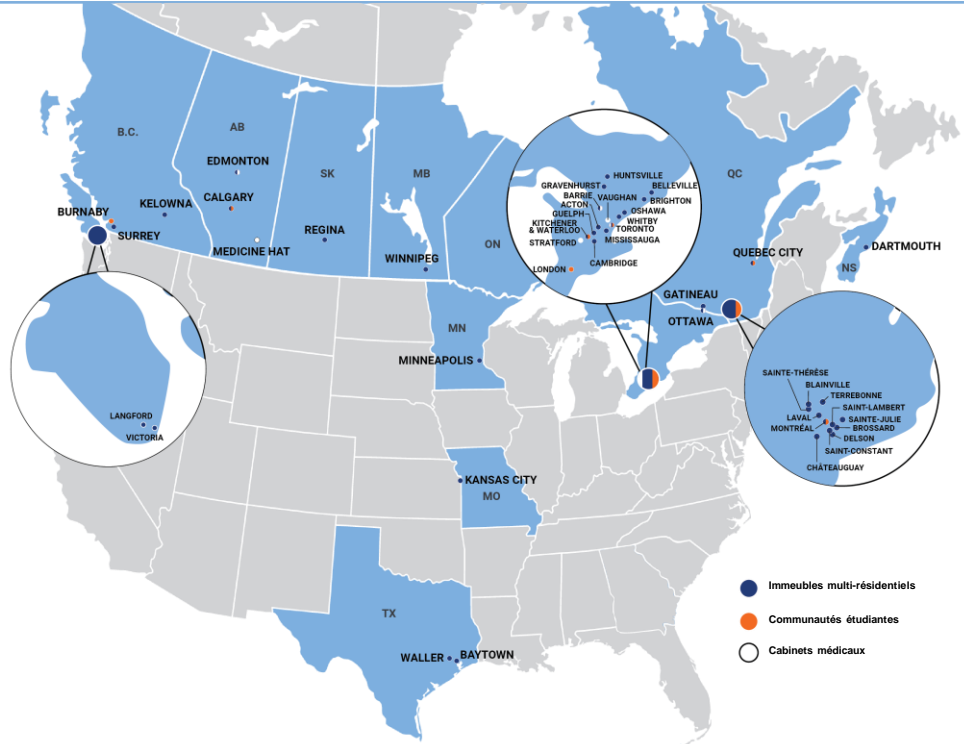 B.C.
AB
EDMONTON
CALGARY
SK
MB
KELOWNA
BURNABY
SURREY
MEDICINE HAT
REGINA
WINNIPEG
ON
QC
HUNTSVILLE
GRAVENHURST
BELLEVILLE
BARRIE
VAUGHAN
BRIGHTON
ACTON
GUELPH
OSHAWA
KITCHENER
& WATERLOO
WHITBY
TORONTO
STRATFORD
MISSISSAUGA
CAMBRIDGE
LONDON
QUEBEC CITY
DARTMOUTH
NS
GATINEAU
OTTAWA
MN
MINNEAPOLIS
LANGFORD
VICTORIA
SAINTE-THÉRÈSE
BLAINVILLE
TERREBONNE
SAINT-LAMBERT
LAVAL
SAINTE-JULIE
MONTRÉAL
BROSSARD
DELSON
SAINT-CONSTANT
CHÂTEAUGUAY
KANSAS CITY
MO
TX
WALLER
BAYTOWN
Immeubles multi-résidentiels
Communautés étudiantes
Cabinets médicaux